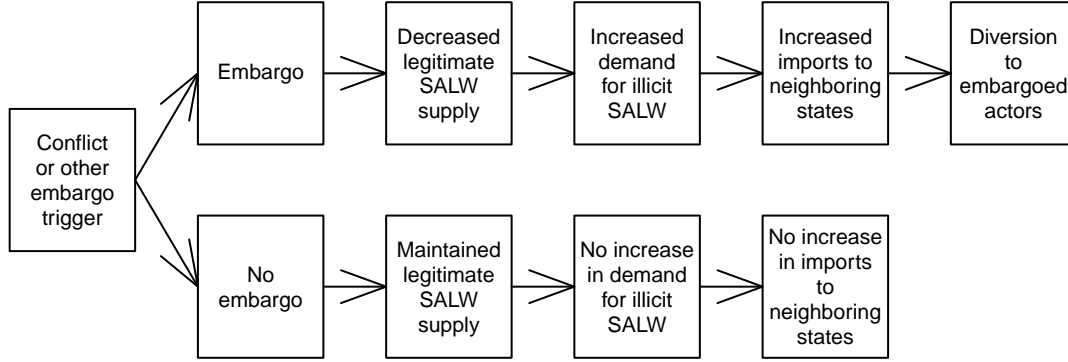 Conflict
or other
embargo
trigger
Embargo
Decreased
legitimate
SALW
supply
Increased
demand
for illicit
SALW
Increased
imports to
neighboring
states
Diversion
to
embargoed
actors
No
embargo
Maintained
legitimate
SALW
supply
No increase
in demand
for illicit
SALW
No increase
in imports
to
neighboring
states